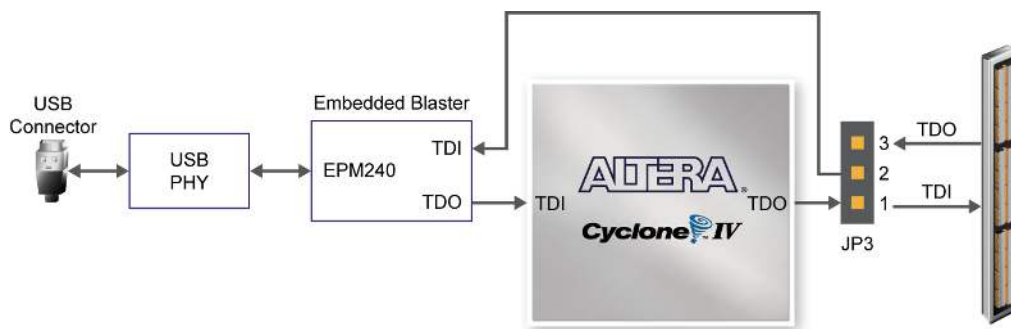 USB
Connector
USB
PHY
Embedded Blaster
TDI
EPM240
TDO
TDI
ALTERA®
Cyclone™ IV
TDO
3
2
1
JP3
TDO
TDI